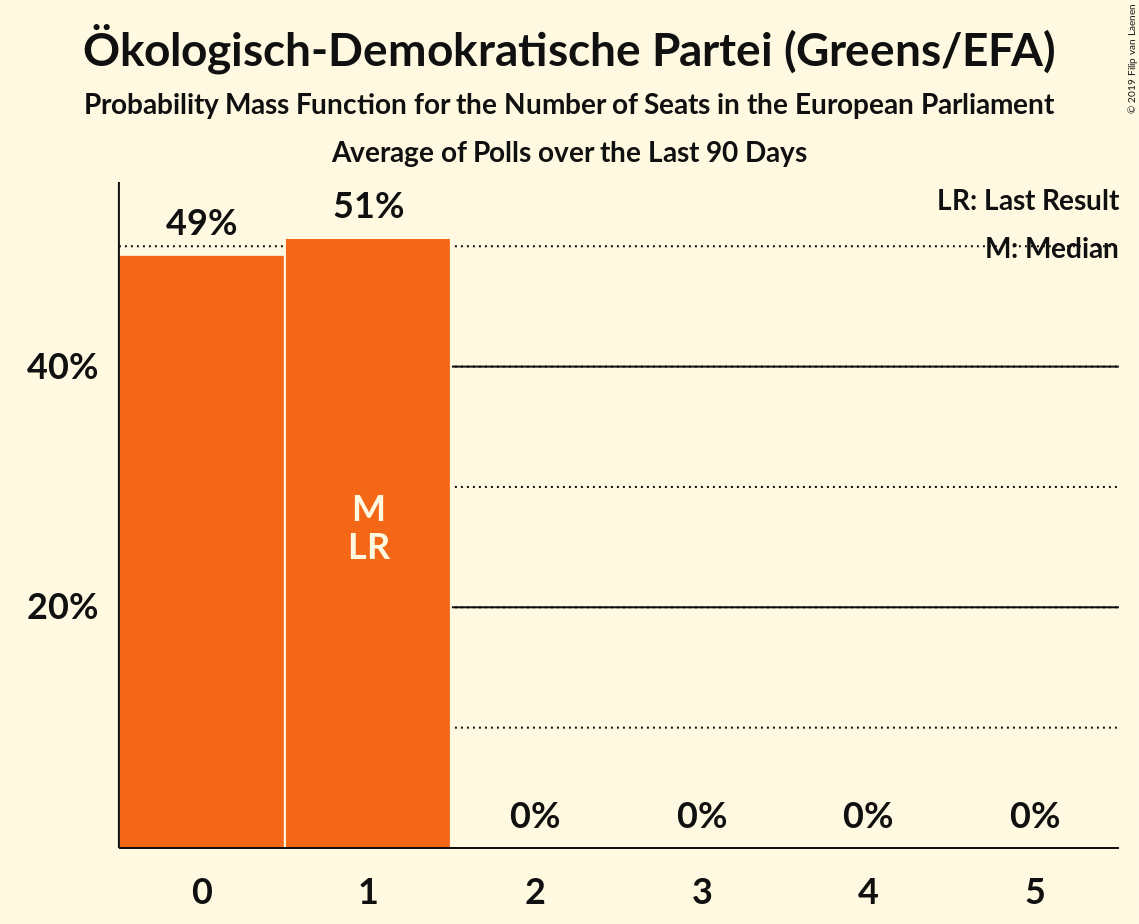 Ökologisch-Demokratische Partei (Greens/EFA)
Probability Mass Function for the Number of Seats in the European Parliament
Average of Polls over the Last 90 Days
© 2019 Filip van Laenen
LR: Last Result
M: Median
49%
51%
40%
20%
M
LR
0%
0%
0%
0%
0
1
2
3
4
5